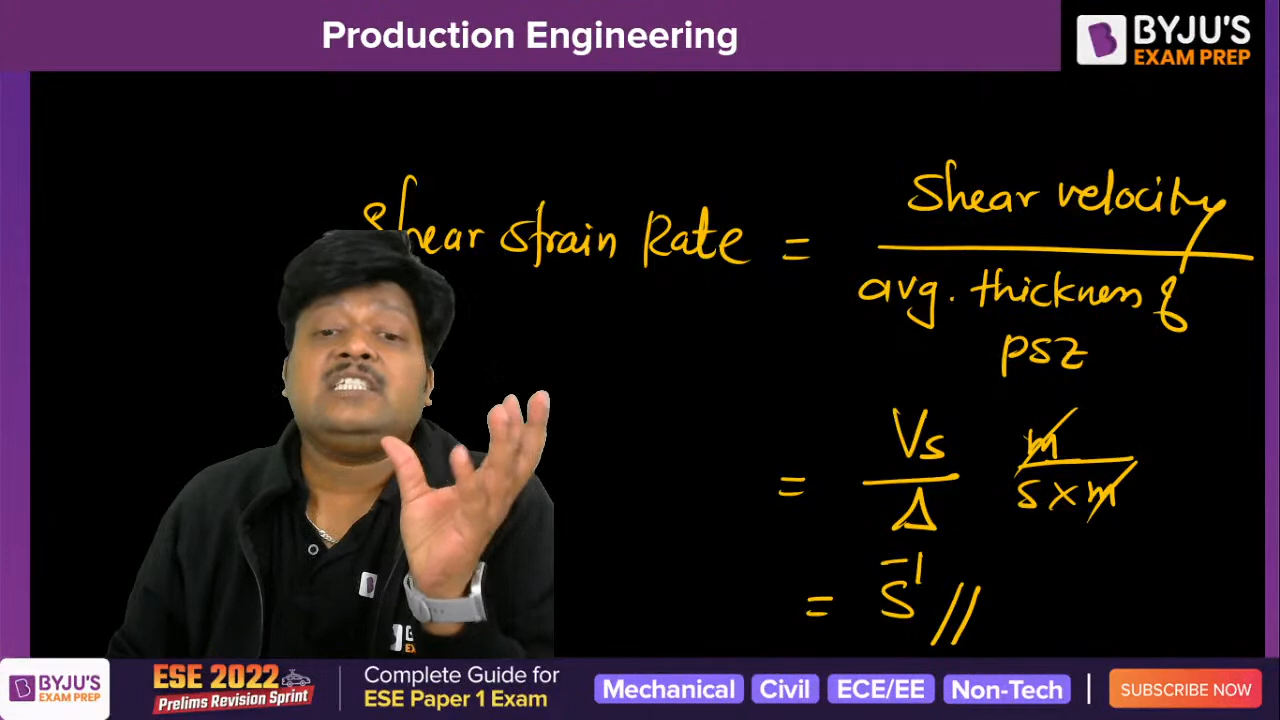 Production Engineering
BYJU'S
EXAM PREP
Shear strain Rate = Shear velocity
avg. thickness of
PSZ
= Vs m
Δ s × m
= s⁻¹ //
BYJU'S
EXAM PREP
ESE 2022
Prelims Revision Sprint
Complete Guide for
ESE Paper 1 Exam
Mechanical Civil ECE/EE Non-Tech
SUBSCRIBE NOW